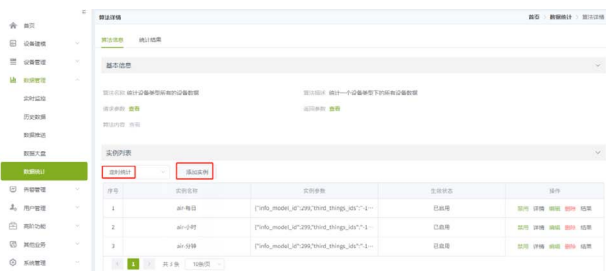 算法详情
首页 > 数据统计 > 算法详情
首页
设备建模
设备管理
数据管理
实时监控
历史数据
数据推送
数据大盘
数据统计
告警管理
用户管理
高阶功能
其他业务
系统管理
算法信息 统计结果
基本信息
算法名称 统计设备类型所有的设备数据 算法描述 统计一个设备类型下的所有设备数据
请求参数 查看 返回参数 查看
算法内容
实例列表
定时统计 添加实例
序号 实例名称 实例参数 生效状态 操作
1 air-每日 {"info_model_id":299,"third_things_ids":"-1··· 已启用 禁用 详情 编辑 删除 结果
2 air-小时 {"info_model_id":299,"third_things_ids":"-1··· 已启用 禁用 详情 编辑 删除 结果
3 air-分钟 {"info_model_id":299,"third_things_ids":"-1··· 已启用 禁用 详情 编辑 删除 结果
< 1 > 共 3 条 10条/页